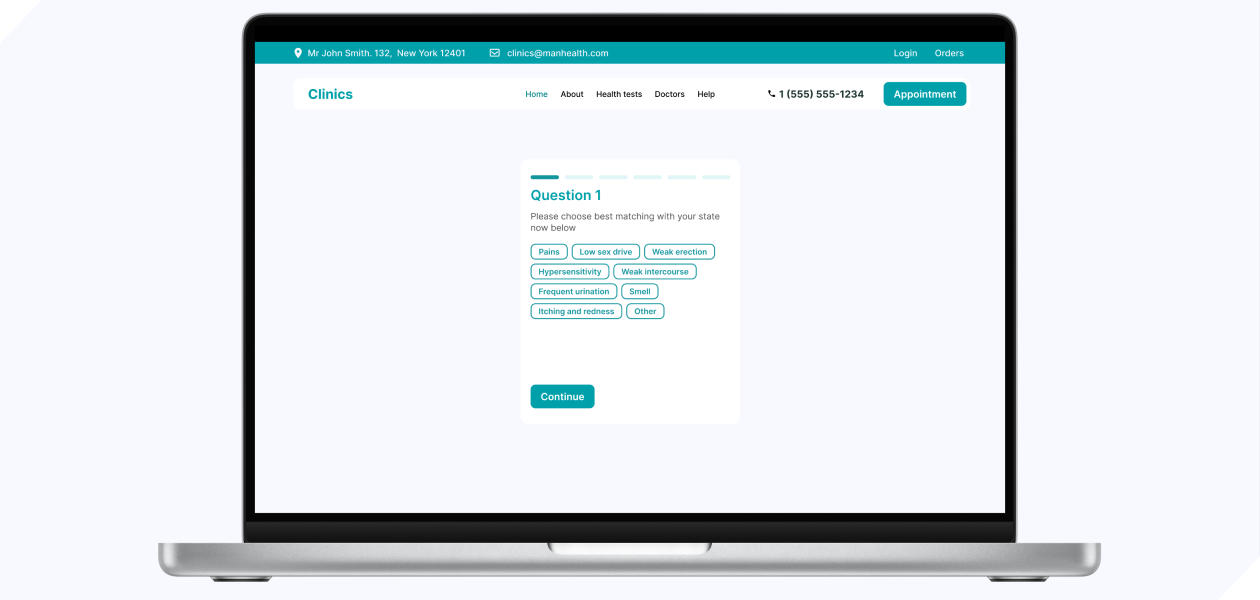 Mr John Smith. 132, New York 12401 clinics@manhealth.com Login Orders
Clinics Home About Health tests Doctors Help 1 (555) 555-1234 Appointment
Question 1
Please choose best matching with your state
now below
Pains Low sex drive Weak erection
Hypersensitivity Weak intercourse
Frequent urination Smell
Itching and redness Other
Continue